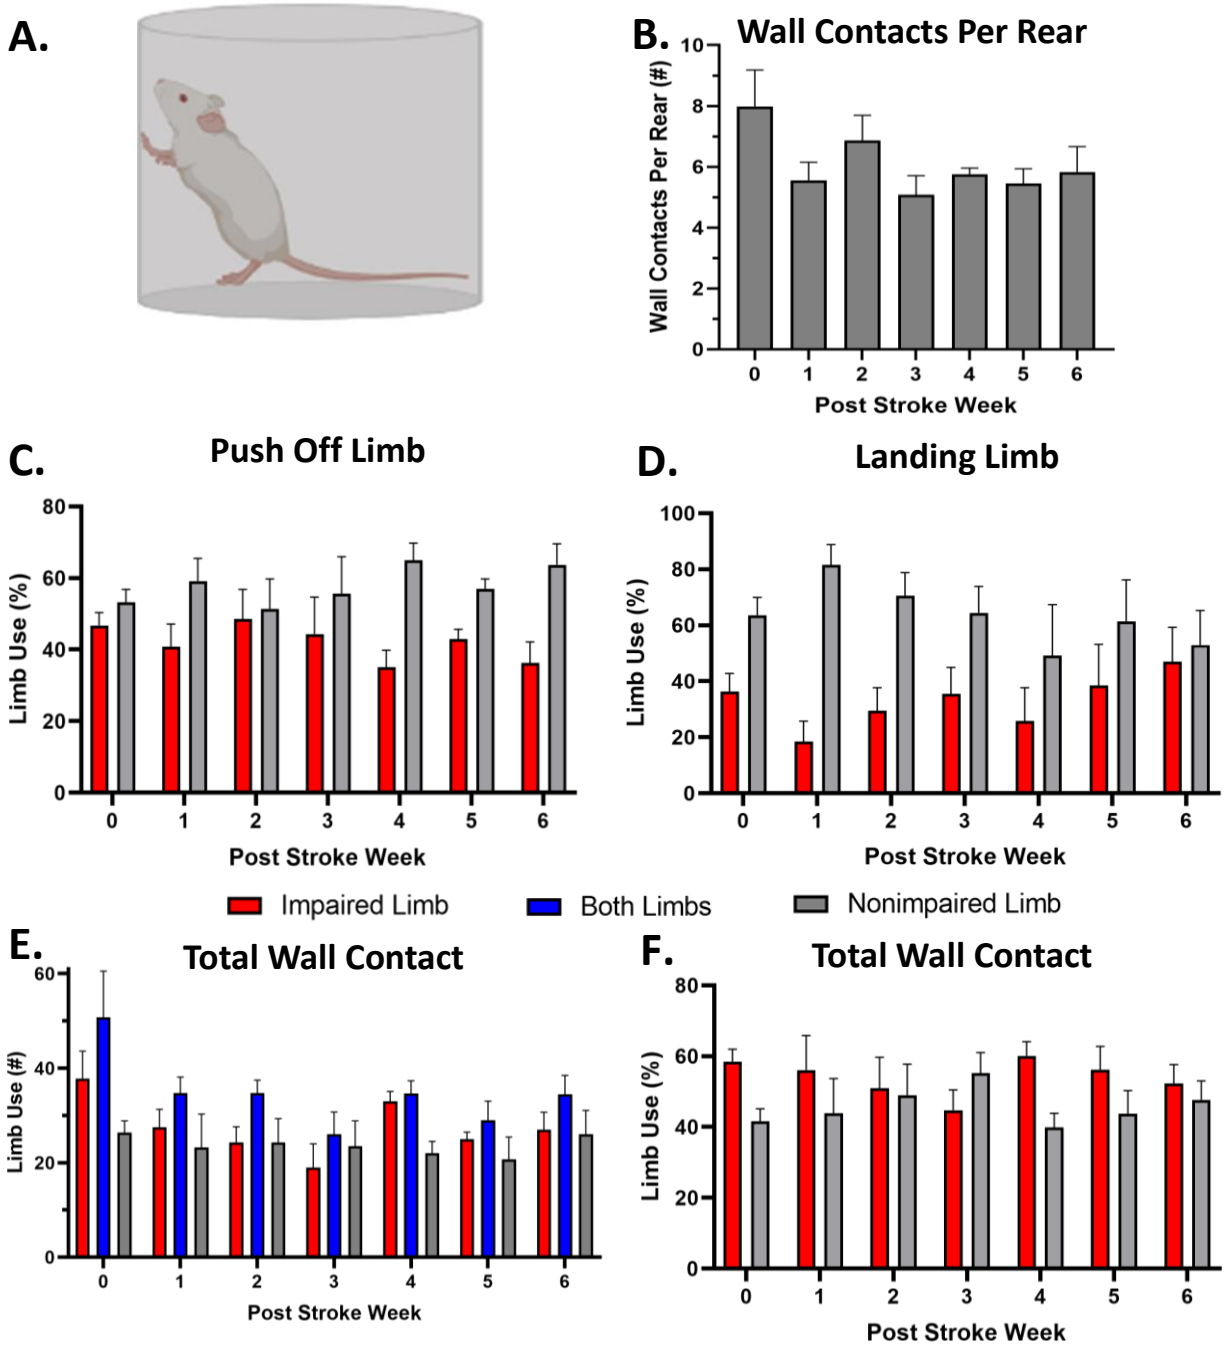 A.
B. Wall Contacts Per Rear
Wall Contacts Per Rear (#)
10
8
6
4
2
0
0 1 2 3 4 5 6
Post Stroke Week
C. Push Off Limb
Limb Use (%)
80
60
40
20
0
0 1 2 3 4 5 6
Post Stroke Week
D. Landing Limb
Limb Use (%)
100
80
60
40
20
0
0 1 2 3 4 5 6
Post Stroke Week
Impaired Limb Both Limbs Nonimpaired Limb
E. Total Wall Contact
Limb Use (#)
60
40
20
0
0 1 2 3 4 5 6
Post Stroke Week
F. Total Wall Contact
Limb Use (%)
80
60
40
20
0
0 1 2 3 4 5 6
Post Stroke Week